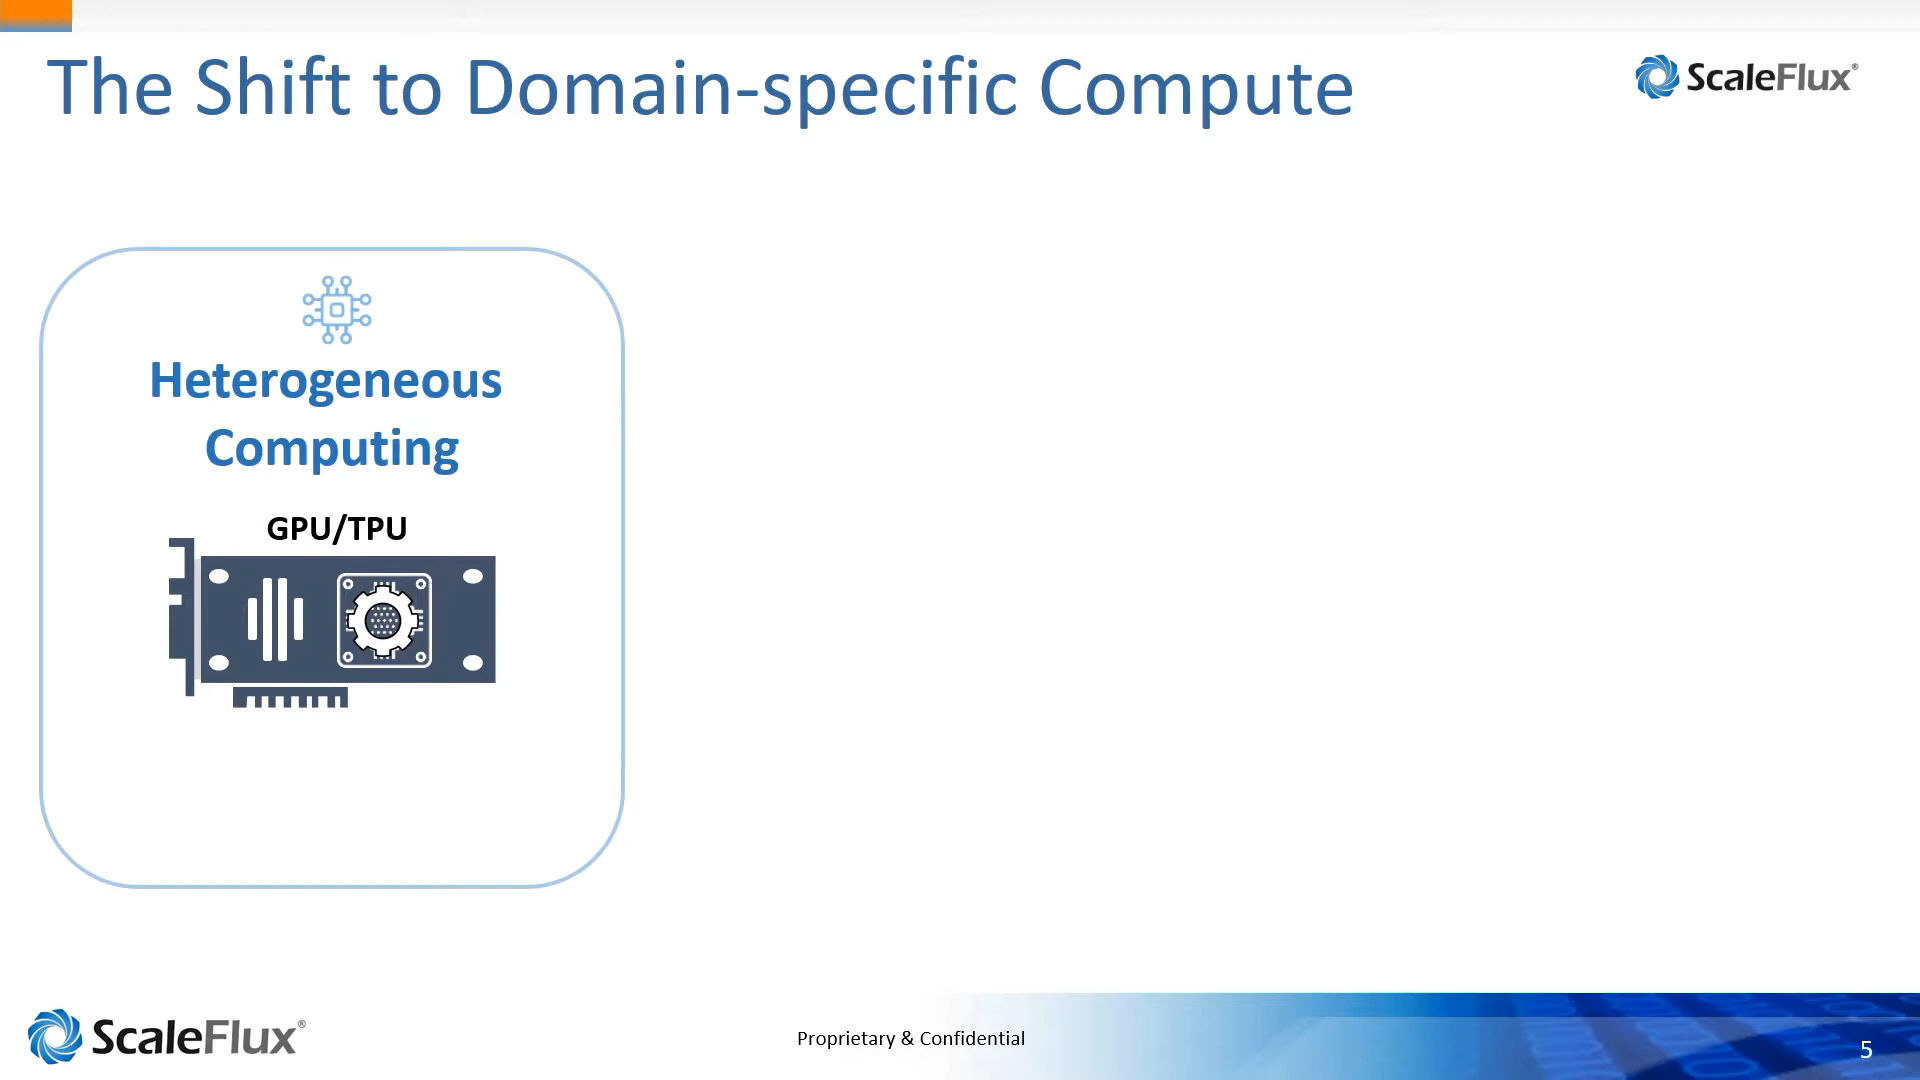 The Shift to Domain-specific Compute
ScaleFlux®
Heterogeneous
Computing
GPU/TPU
ScaleFlux®
Proprietary & Confidential
5